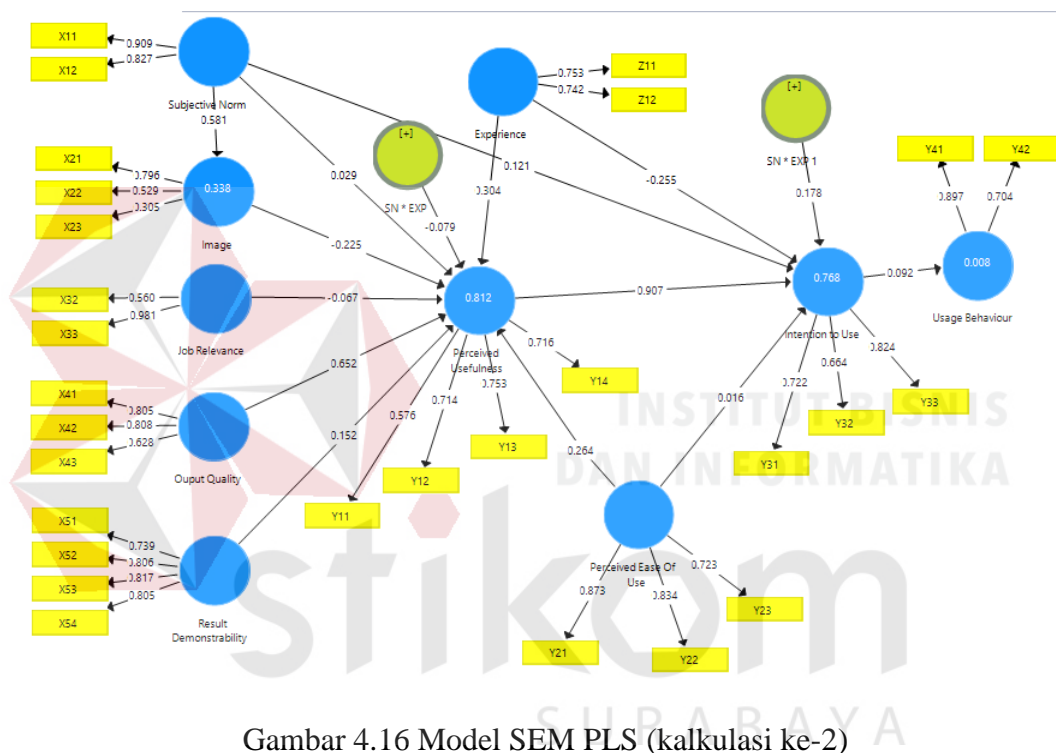 X11
0.909
X12
0.827
Subjective Norm
0.581
X21
0.796
X22
0.529
X23
Image
0.338
X32
0.560
X33
0.981
Job Relevance
X41
0.805
X42
0.808
X43
0.628
Ouput Quality
X51
0.739
X52
0.806
X53
0.817
X54
0.805
Result
Demonstrability
0.029
0.121
[+]
SN * EXP
-0.079
Experience
0.753
Z11
0.742
Z12
0.304
-0.255
[+]
SN * EXP 1
0.178
-0.225
-0.067
0.652
0.152
0.812
Perceived
Usefulness
0.576
Y11
0.714
Y12
0.753
Y13
0.716
Y14
0.907
0.264
0.016
Perceived Ease Of
Use
0.873
Y21
0.834
Y22
0.723
Y23
0.768
Intention to Use
0.722
Y31
0.664
Y32
0.824
Y33
0.092
Y41
0.897
Y42
0.704
0.008
Usage Behaviour
INSTITUT BISNIS
DAN INFORMATIKA
stikom
SURABAYA
Gambar 4.16 Model SEM PLS (kalkulasi ke-2)